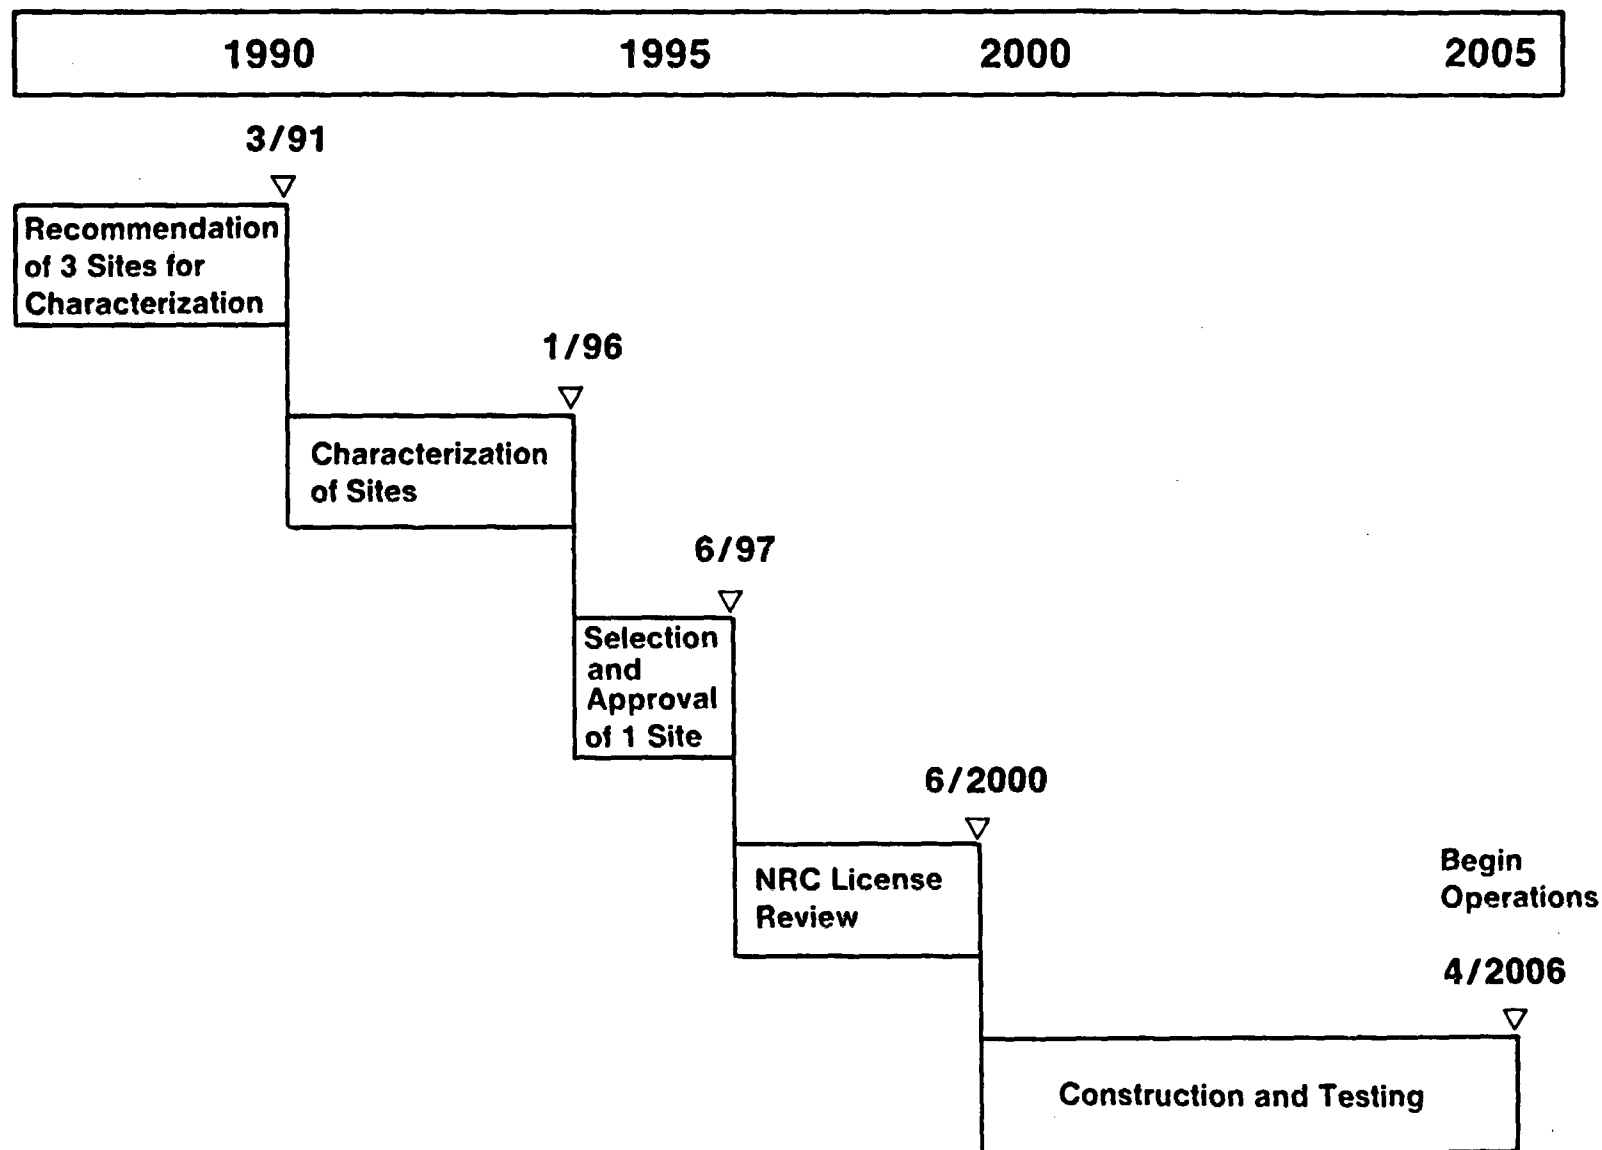 1990 1995 2000 2005
3/91
Recommendation
of 3 Sites for
Characterization
1/96
Characterization
of Sites
6/97
Selection
and
Approval
of 1 Site
6/2000
NRC License
Review
Begin
Operations
4/2006
Construction and Testing